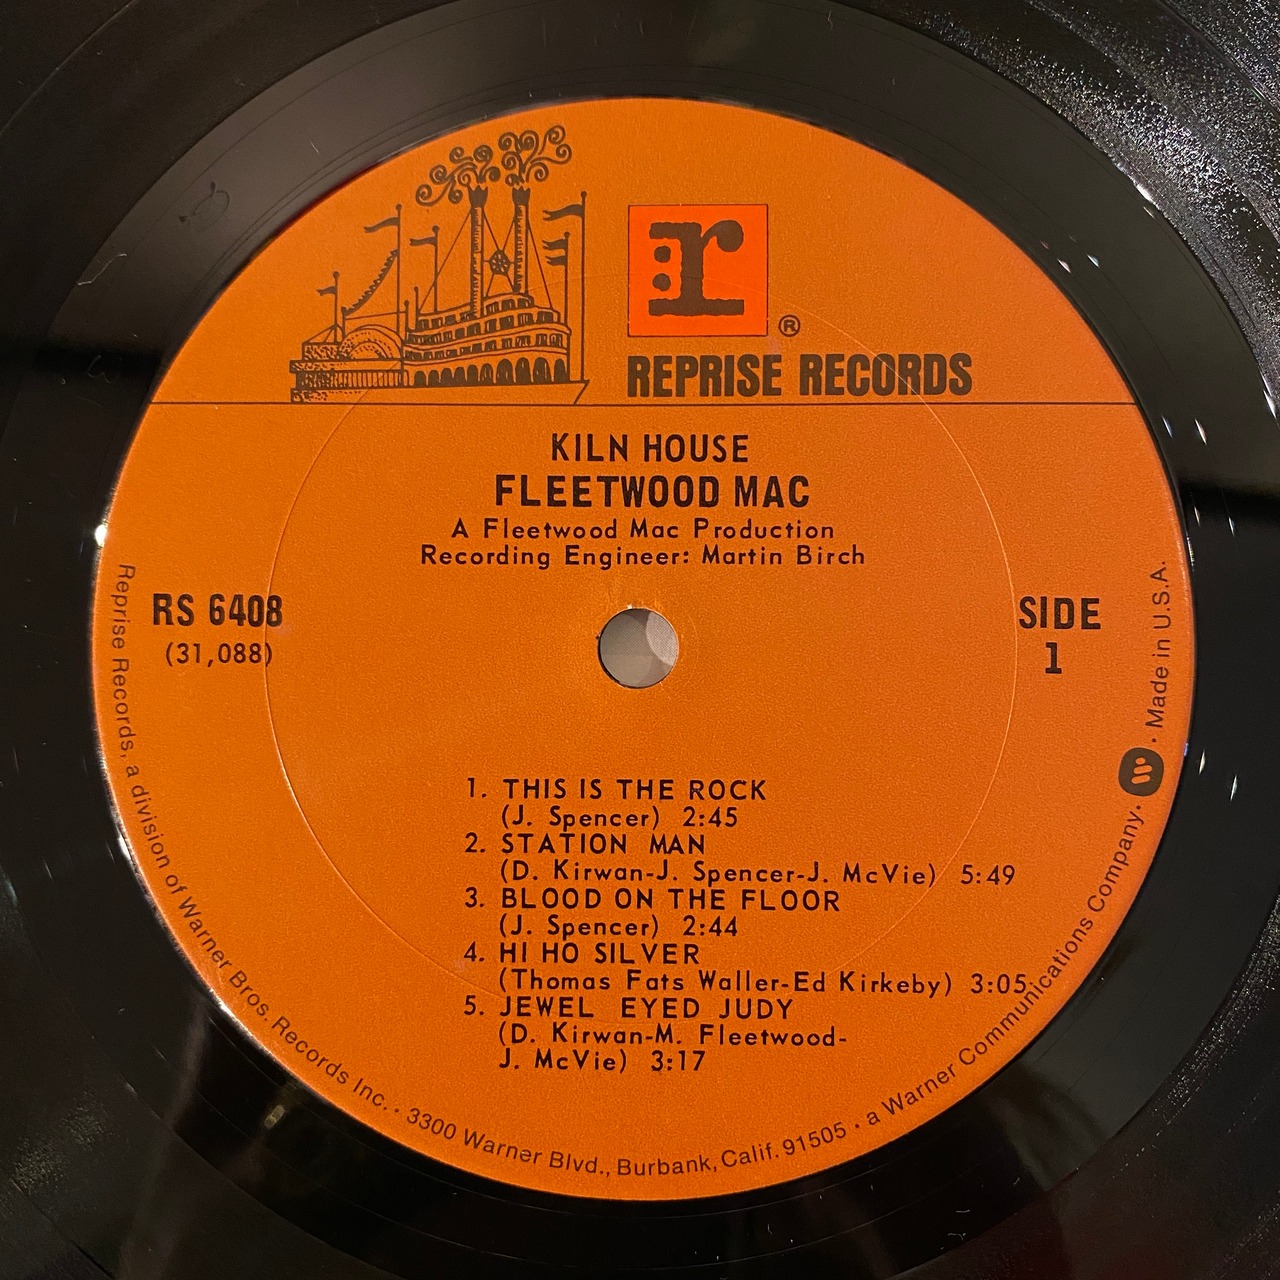 r
®
REPRISE RECORDS
KILN HOUSE
FLEETWOOD MAC
A Fleetwood Mac Production
Recording Engineer: Martin Birch
RS 6408
(31,088)
SIDE
1
1. THIS IS THE ROCK
(J. Spencer) 2:45
2. STATION MAN
(D. Kirwan-J. Spencer-J. McVie) 5:49
3. BLOOD ON THE FLOOR
(J. Spencer) 2:44
4. HI HO SILVER
(Thomas Fats Waller-Ed Kirkeby) 3:05
5. JEWEL EYED JUDY
(D. Kirwan-M. Fleetwood-
J. McVie) 3:17
Reprise Records, a division of Warner Bros. Records Inc. · 3300 Warner Blvd., Burbank, Calif. 91505 · a Warner Communications Company · W · Made in U.S.A.